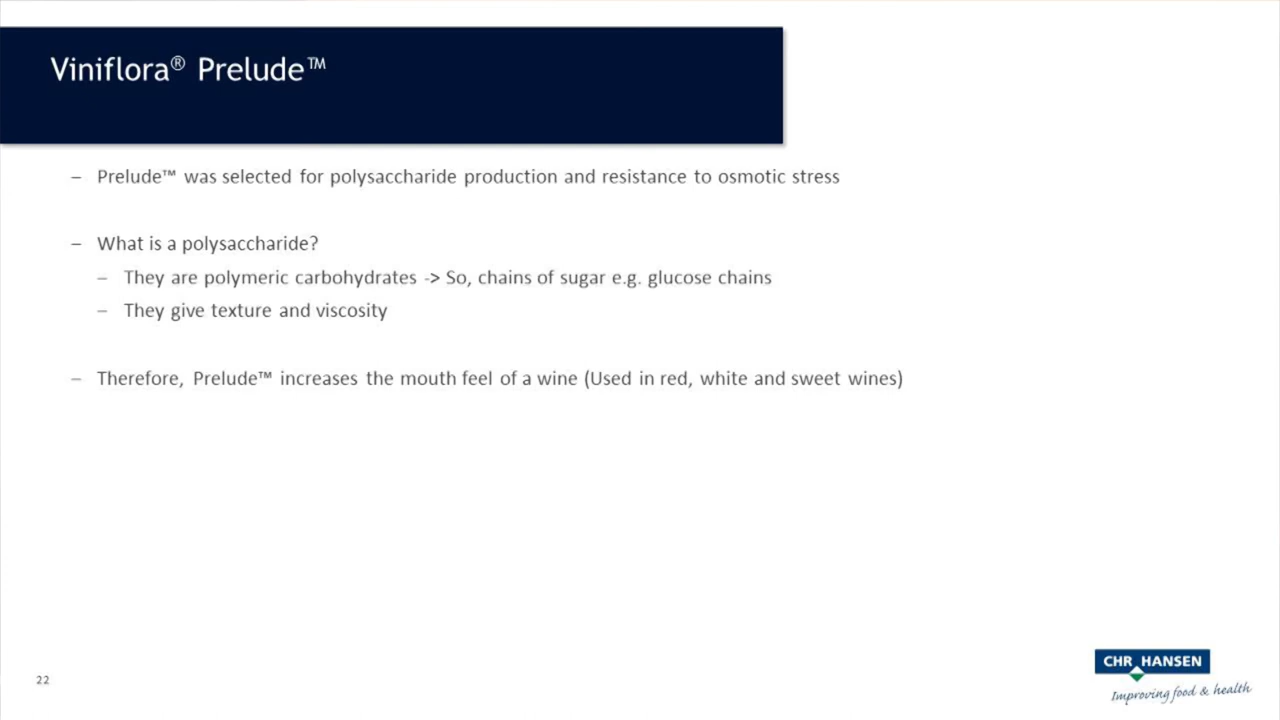 Viniflora® Prelude™
– Prelude™ was selected for polysaccharide production and resistance to osmotic stress
– What is a polysaccharide?
– They are polymeric carbohydrates -> So, chains of sugar e.g. glucose chains
– They give texture and viscosity
– Therefore, Prelude™ increases the mouth feel of a wine (Used in red, white and sweet wines)
22
CHR HANSEN
Improving food & health